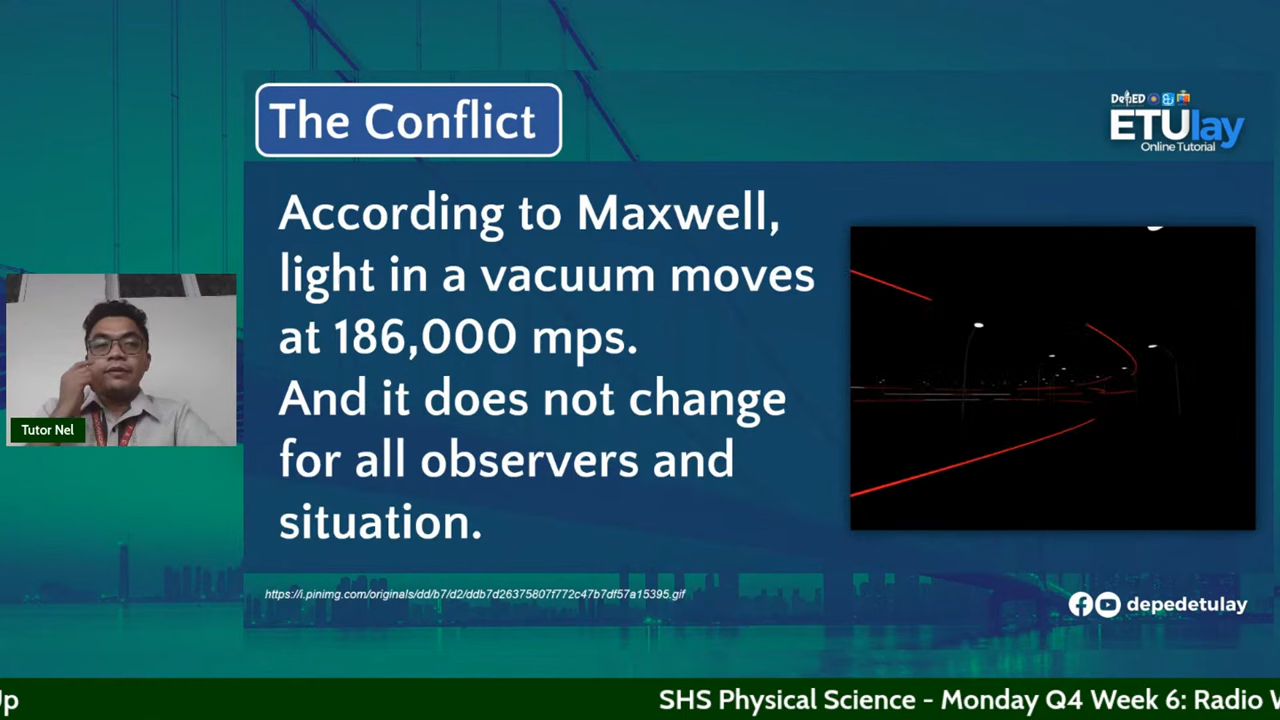 The Conflict
DepED
ETUlay
Online Tutorial
According to Maxwell,
light in a vacuum moves
at 186,000 mps.
And it does not change
for all observers and
situation.
Tutor Nel
https://i.pinimg.com/originals/dd/b7/d2/ddb7d26375807f772c47b7df57a15395.gif
depedetulay
Up
SHS Physical Science - Monday Q4 Week 6: Radio W